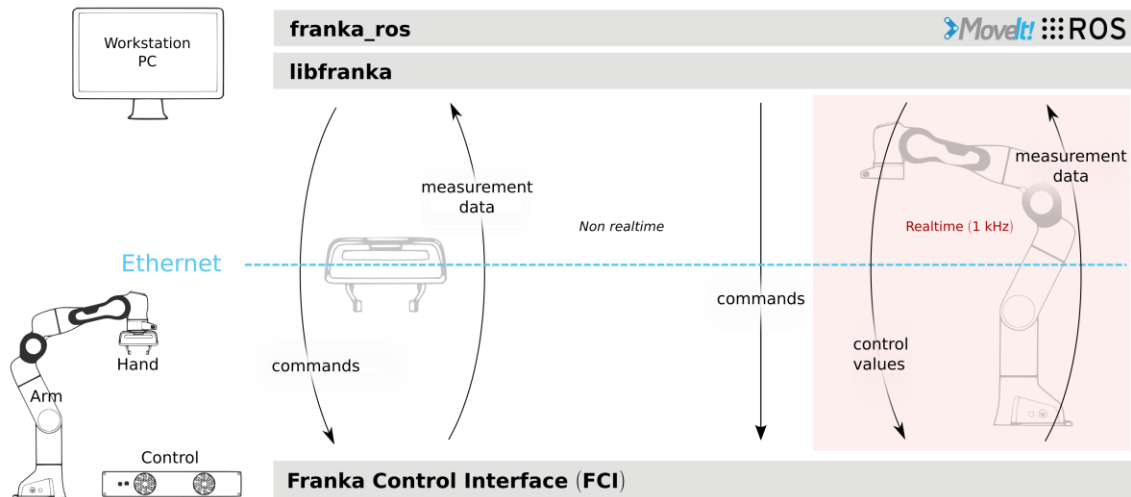 Workstation
PC
franka_ros
MoveIt! ROS
libfranka
measurement
data
measurement
data
Non realtime
Realtime (1 kHz)
Ethernet
commands
commands
control
values
Hand
Arm
Control
Franka Control Interface (FCI)